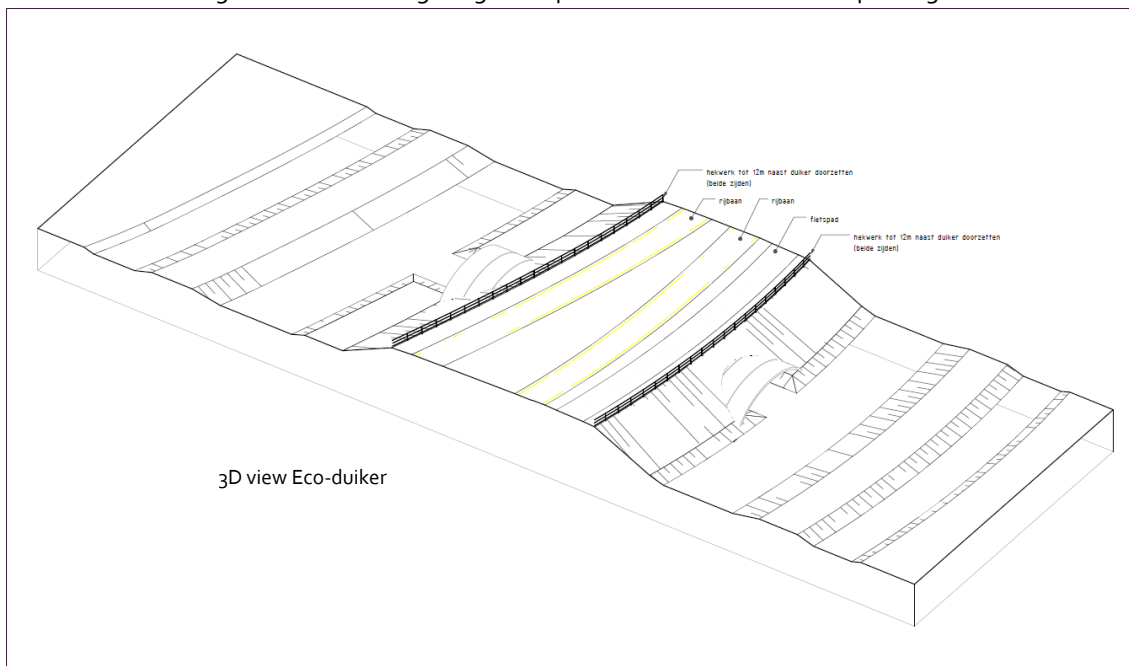 hekwerk tot 12m naast duiker doorzetten
(beide zijden)
rijbaan
rijbaan
fietspad
hekwerk tot 12m naast duiker doorzetten
(beide zijden)
3D view Eco-duiker